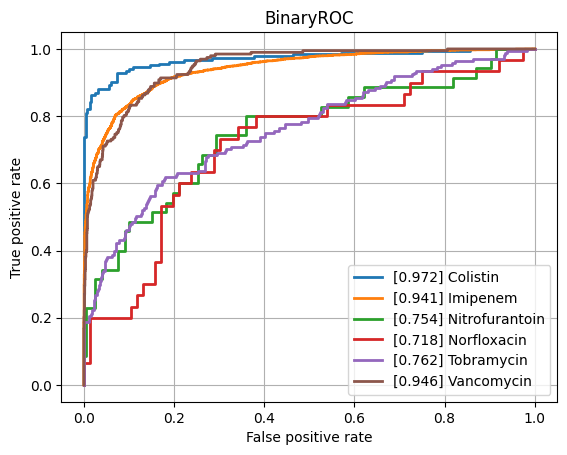 BinaryROC
True positive rate
1.0
0.8
0.6
0.4
0.2
0.0
0.0 0.2 0.4 0.6 0.8 1.0
False positive rate
[0.972] Colistin
[0.941] Imipenem
[0.754] Nitrofurantoin
[0.718] Norfloxacin
[0.762] Tobramycin
[0.946] Vancomycin